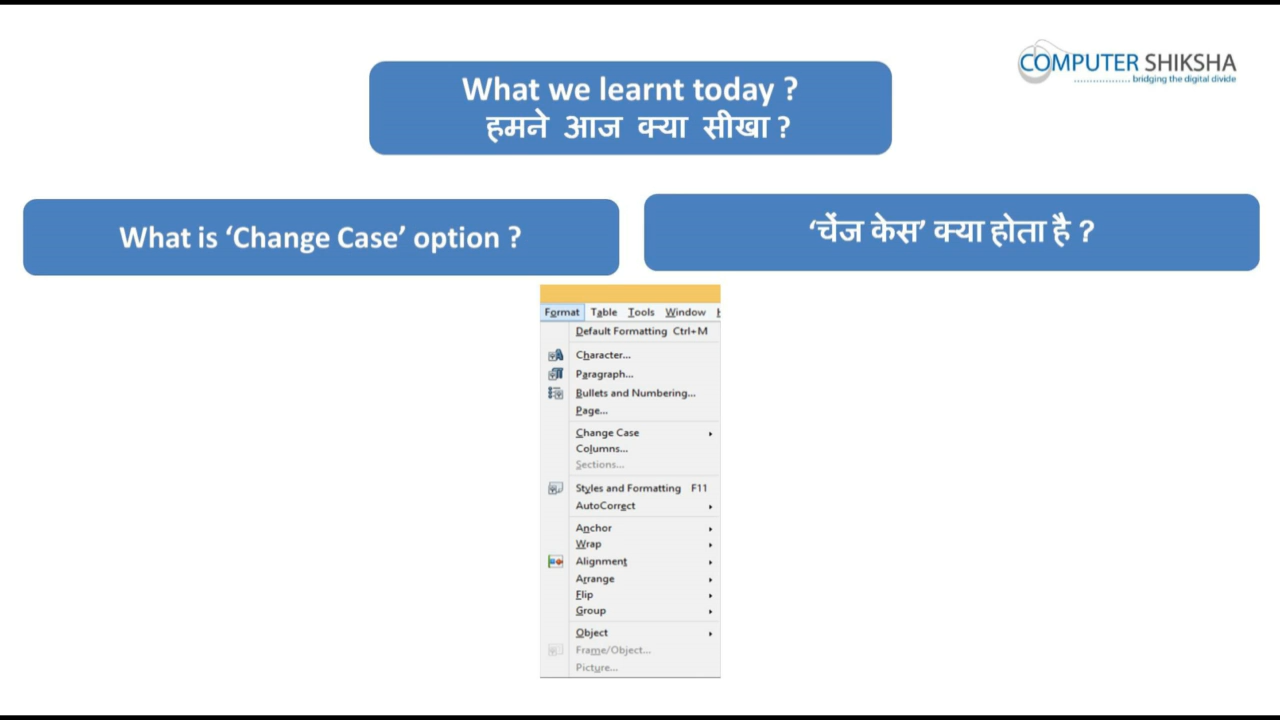 COMPUTER SHIKSHA
bridging the digital divide
What we learnt today ?
हमने आज क्या सीखा ?
What is ‘Change Case’ option ?
‘चेंज केस’ क्या होता है ?
Format Table Tools Window
Default Formatting Ctrl+M
Character...
Paragraph...
Bullets and Numbering...
Page...
Change Case
Columns...
Sections...
Styles and Formatting F11
AutoCorrect
Anchor
Wrap
Alignment
Arrange
Flip
Group
Object
Frame/Object...
Picture...